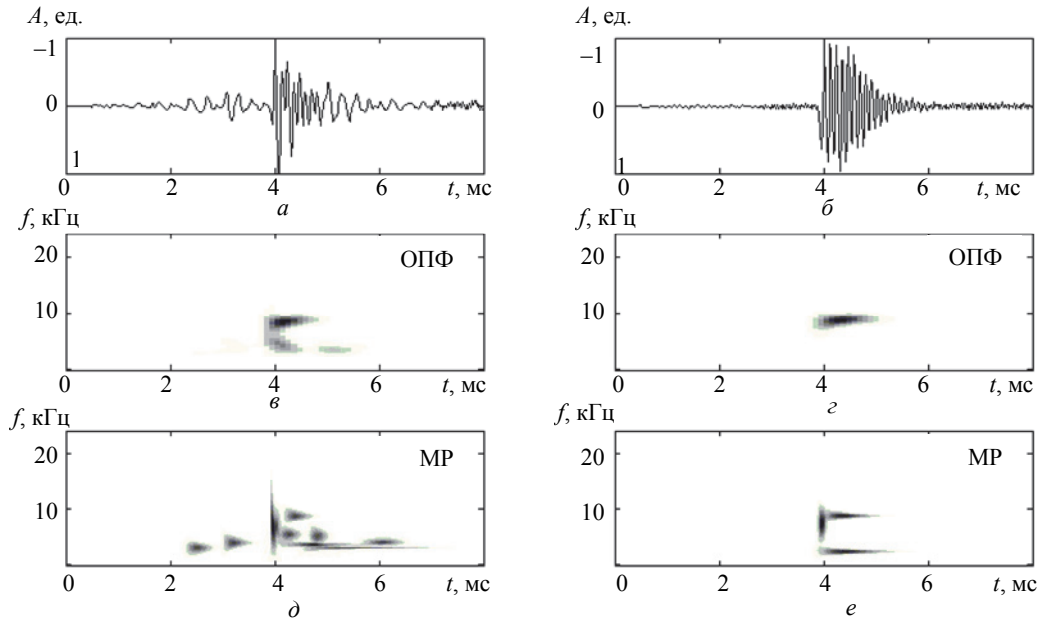 A, ед.
–1
0
1
0 2 4 6 t, мс
а
A, ед.
–1
0
1
0 2 4 6 t, мс
б
f, кГц
20
10
ОПФ
0 2 4 6 t, мс
в
f, кГц
20
10
ОПФ
0 2 4 6 t, мс
г
f, кГц
20
10
МР
0 2 4 6 t, мс
д
f, кГц
20
10
МР
0 2 4 6 t, мс
е